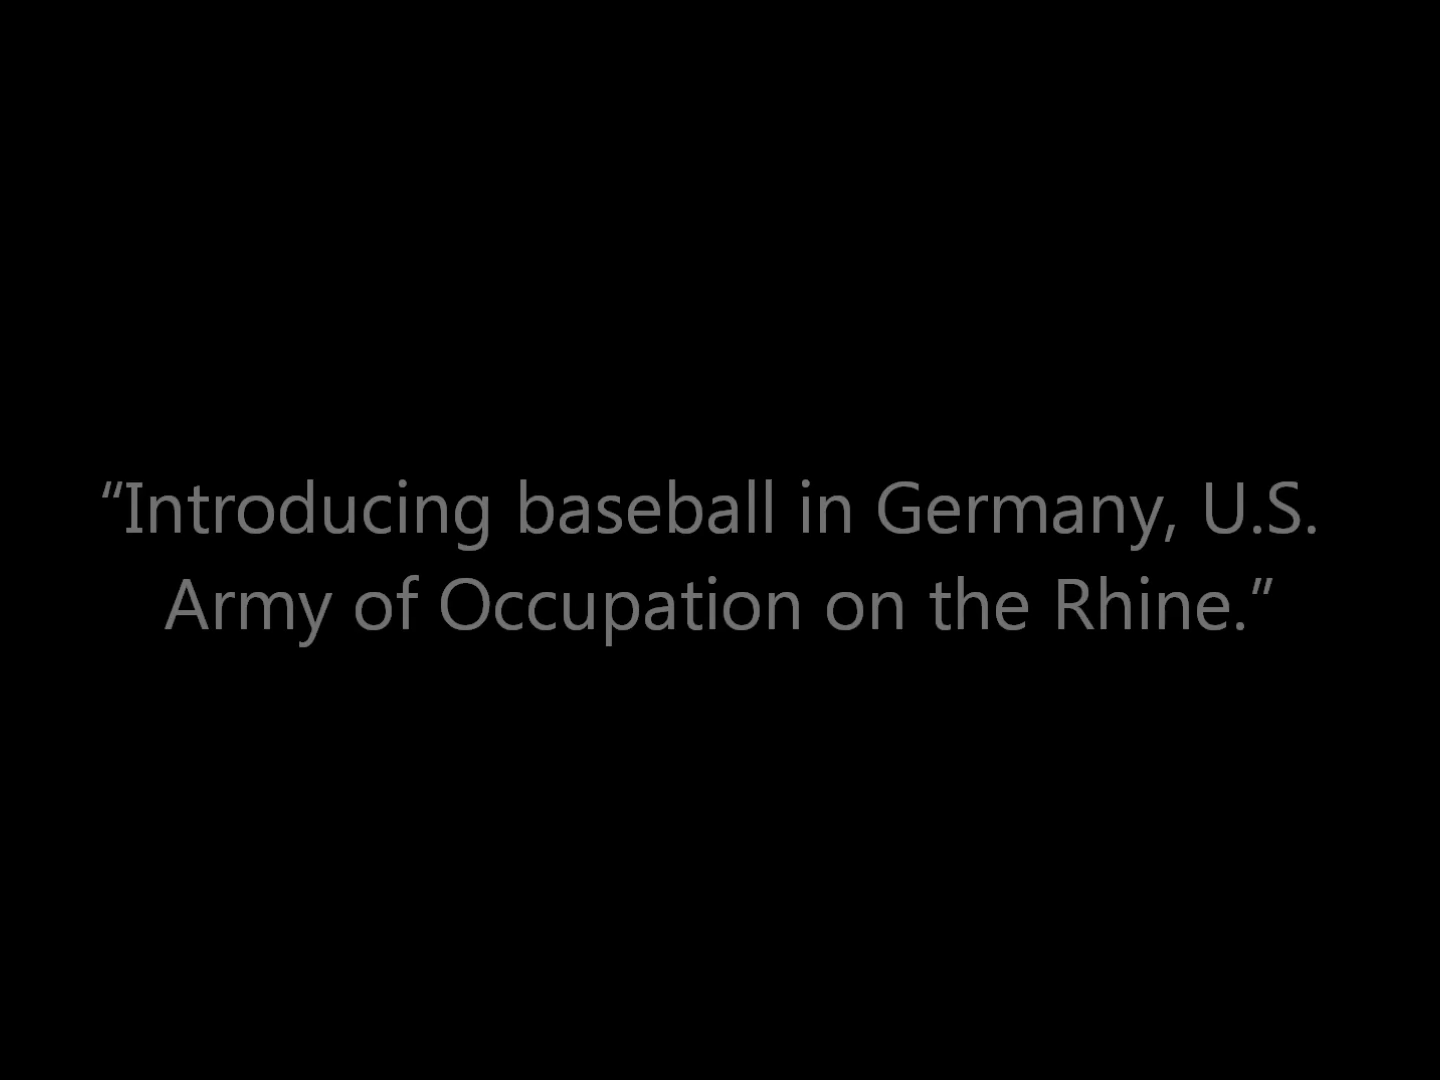 “Introducing baseball in Germany, U.S.
Army of Occupation on the Rhine.”